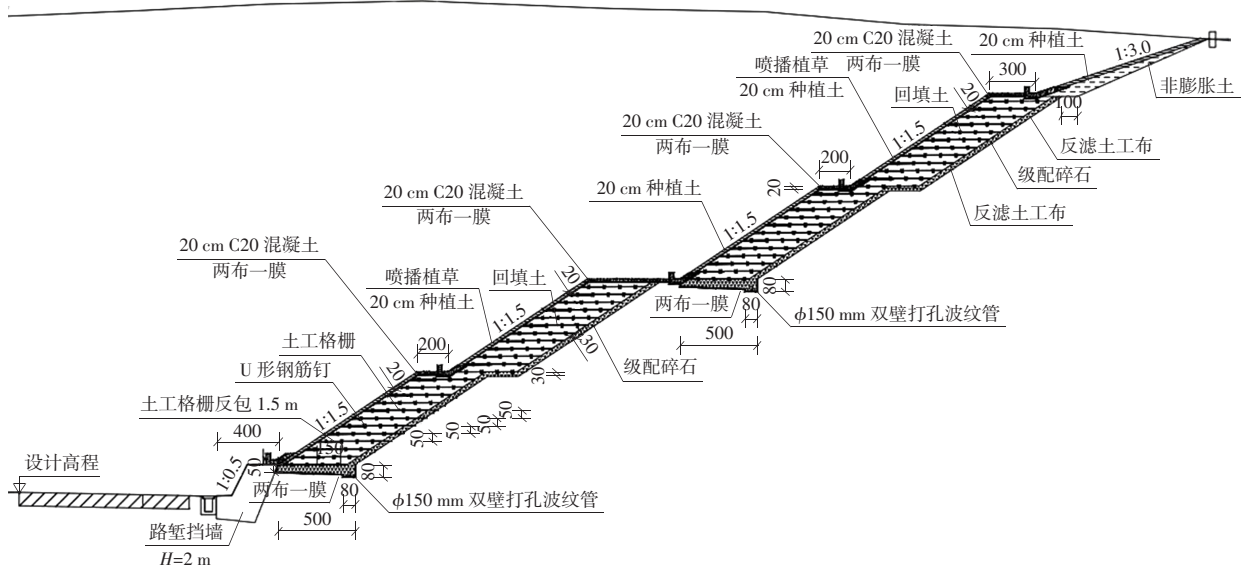 20 cm C20 混凝土
两布一膜
20 cm 种植土
1:3.0
喷播植草
20 cm 种植土
300
非膨胀土
20
回填土
100
20 cm C20 混凝土
两布一膜
1:1.5
反滤土工布
200
级配碎石
20 cm C20 混凝土
两布一膜
20 cm 种植土
20
反滤土工布
1:1.5
20 cm C20 混凝土
两布一膜
喷播植草
20 cm 种植土
回填土
20
80
两布一膜
80
ϕ150 mm 双壁打孔波纹管
500
1:1.5
土工格栅
200
30
级配碎石
U 形钢筋钉
20
30
土工格栅反包 1.5 m
1:1.5
50
50
50
50
400
150
设计高程
1:0.5
50
80
两布一膜
80
ϕ150 mm 双壁打孔波纹管
500
路堑挡墙
H=2 m